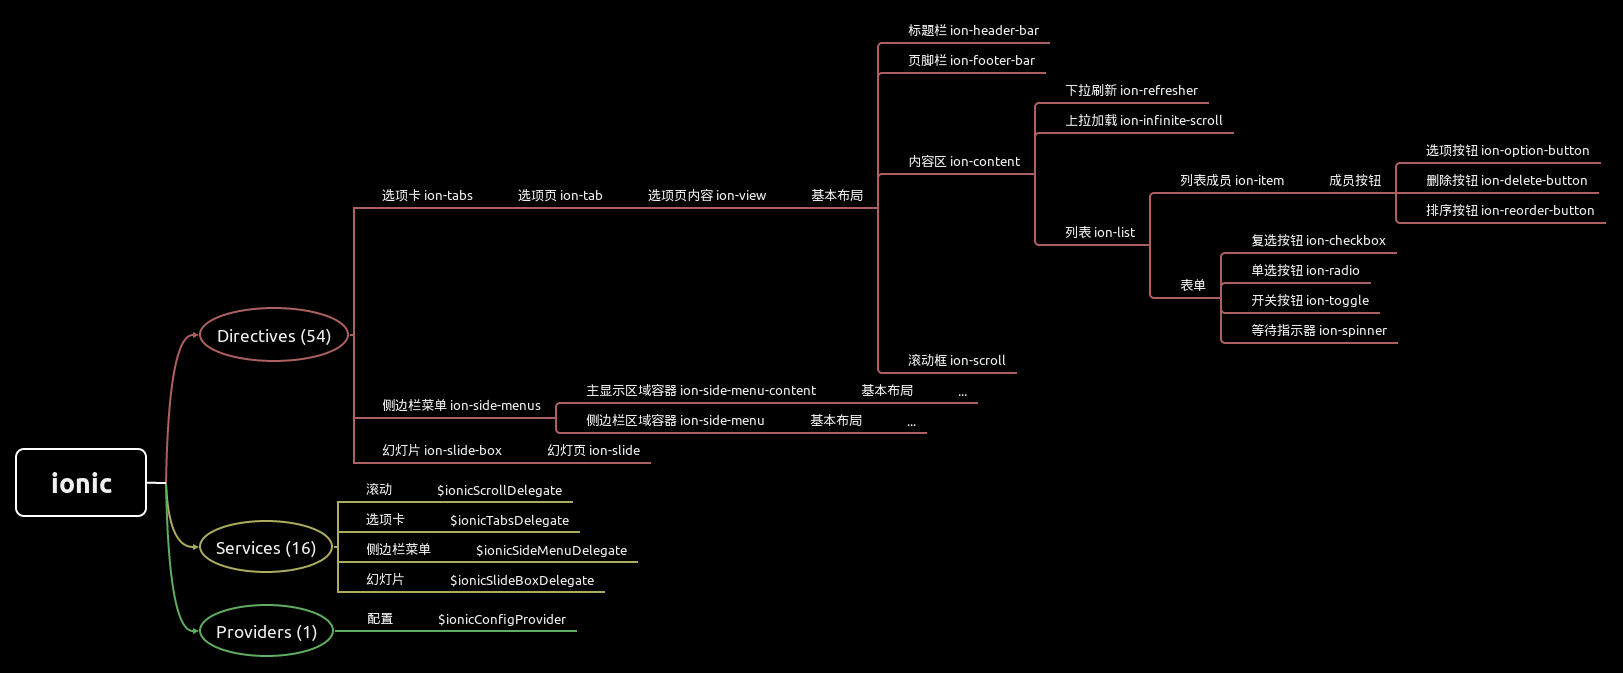 ionic
Directives (54)
选项卡 ion-tabs
选项页 ion-tab
选项页内容 ion-view
基本布局
标题栏 ion-header-bar
页脚栏 ion-footer-bar
内容区 ion-content
下拉刷新 ion-refresher
上拉加载 ion-infinite-scroll
列表 ion-list
列表成员 ion-item
成员按钮
选项按钮 ion-option-button
删除按钮 ion-delete-button
排序按钮 ion-reorder-button
表单
复选按钮 ion-checkbox
单选按钮 ion-radio
开关按钮 ion-toggle
等待指示器 ion-spinner
滚动框 ion-scroll
侧边栏菜单 ion-side-menus
主显示区域容器 ion-side-menu-content
基本布局
...
侧边栏区域容器 ion-side-menu
基本布局
...
幻灯片 ion-slide-box
幻灯页 ion-slide
Services (16)
滚动
$ionicScrollDelegate
选项卡
$ionicTabsDelegate
侧边栏菜单
$ionicSideMenuDelegate
幻灯片
$ionicSlideBoxDelegate
Providers (1)
配置
$ionicConfigProvider